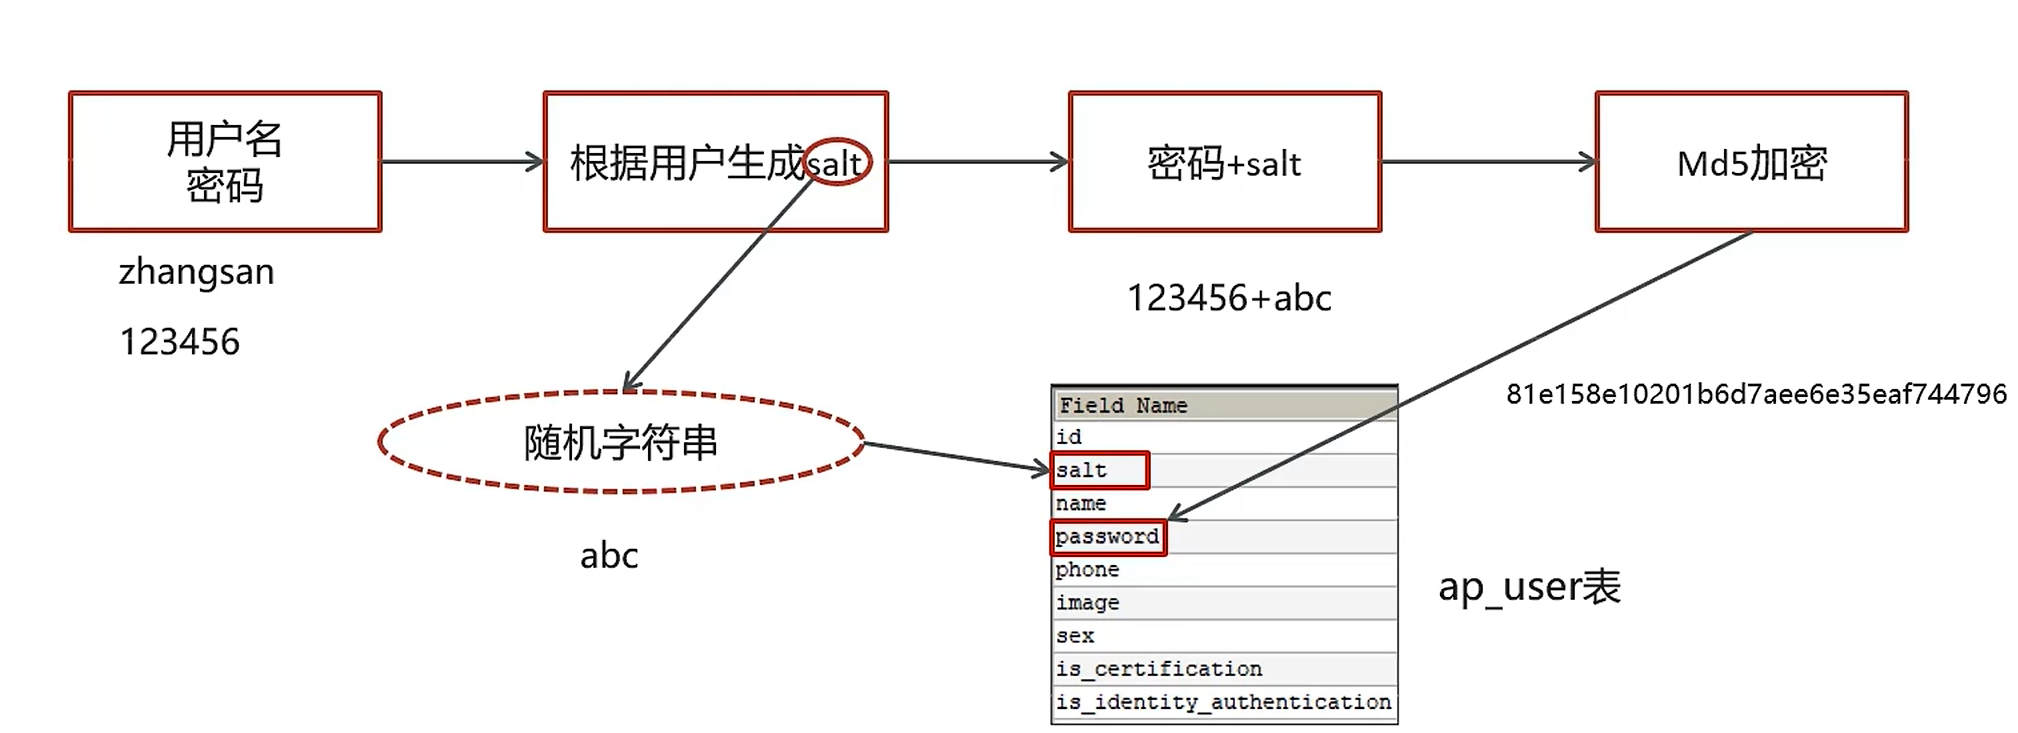 用户名
密码
根据用户生成salt
密码+salt
Md5加密
zhangsan
123456
123456+abc
81e158e10201b6d7aee6e35eaf744796
随机字符串
abc
Field Name
id
salt
name
password
phone
image
sex
is_certification
is_identity_authentication
ap_user表